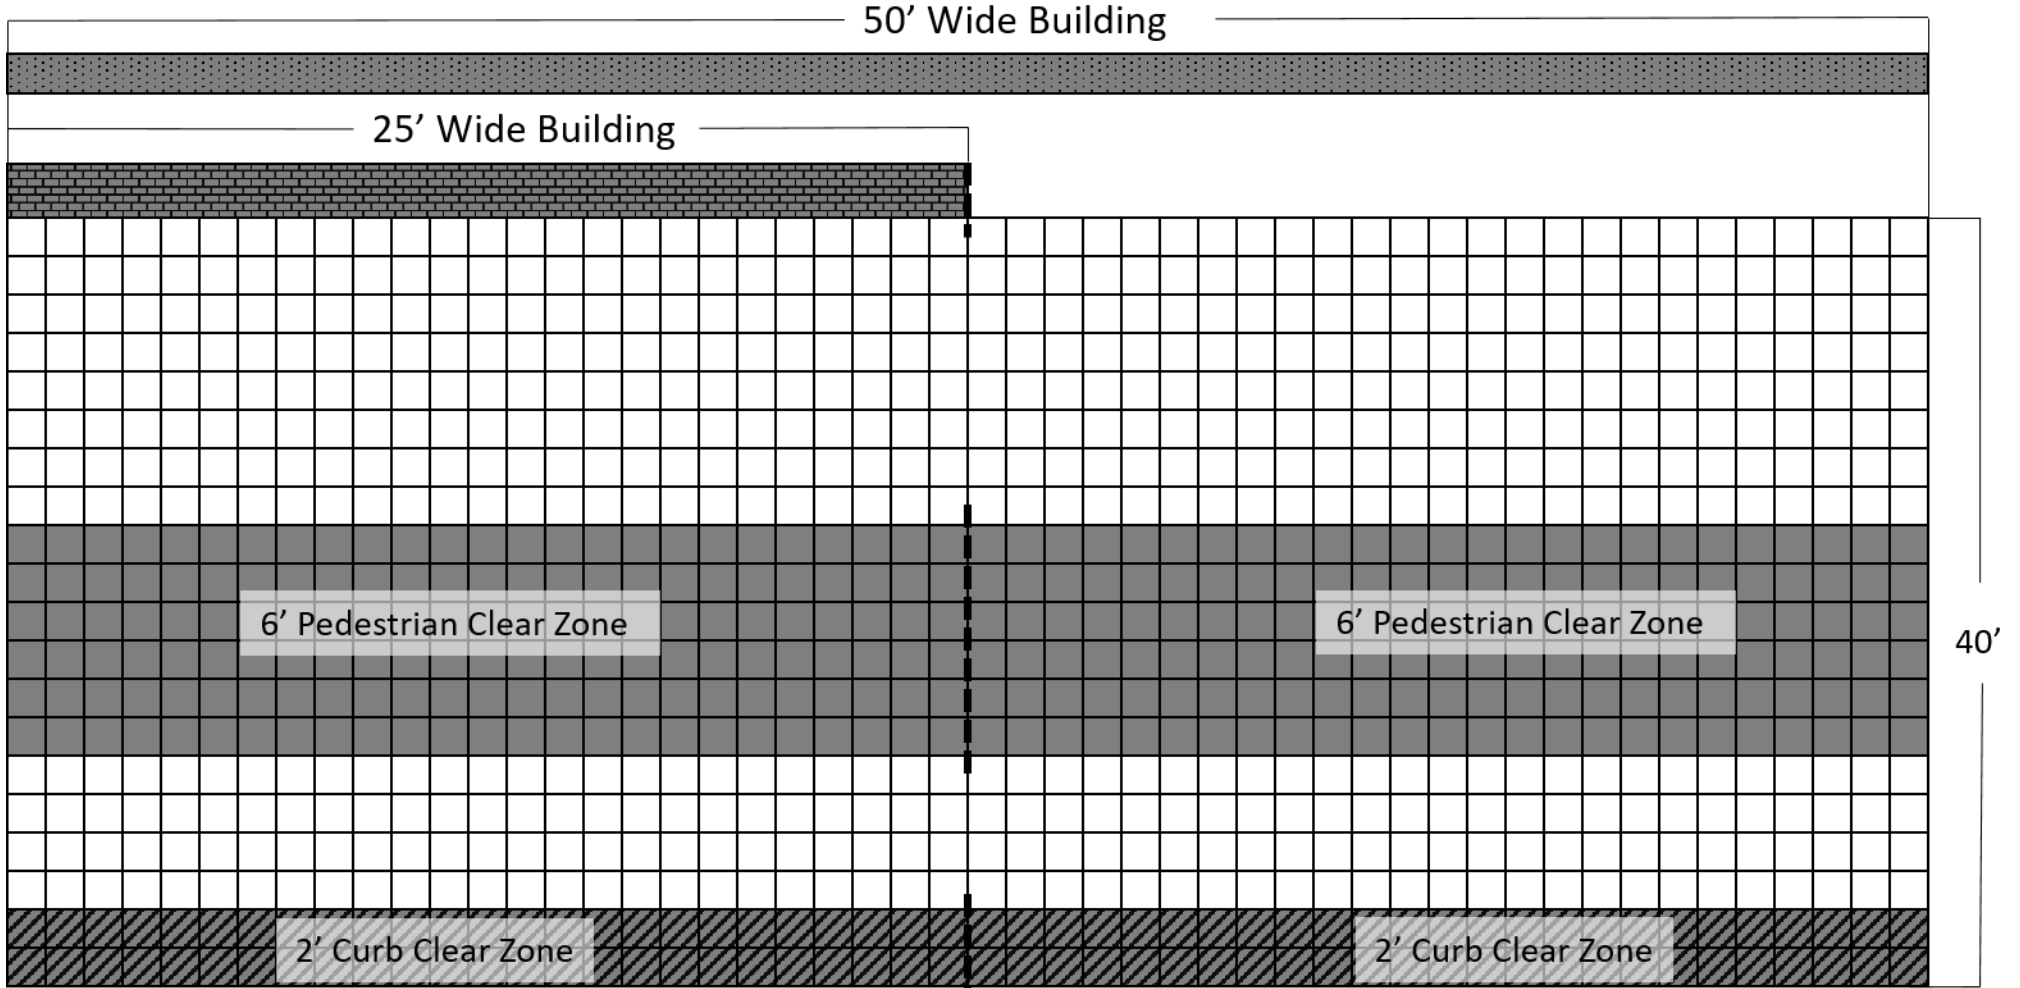 50’ Wide Building
25’ Wide Building
6’ Pedestrian Clear Zone
6’ Pedestrian Clear Zone
40’
2’ Curb Clear Zone
2’ Curb Clear Zone